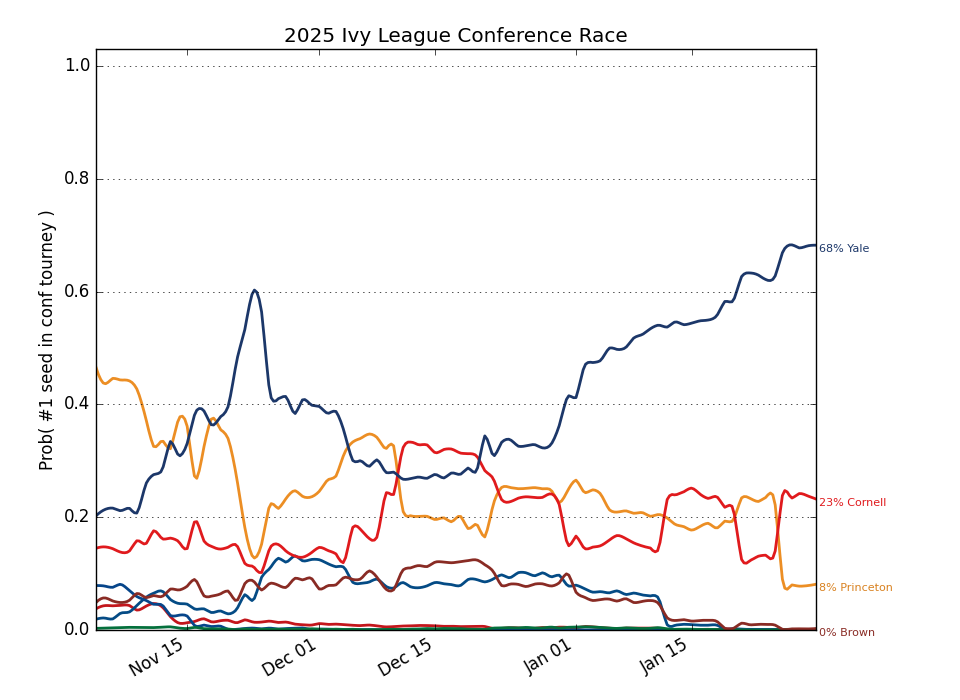 2025 Ivy League Conference Race
Prob( #1 seed in conf tourney )
1.0
0.8
0.6
0.4
0.2
0.0
68% Yale
23% Cornell
8% Princeton
0% Brown
Nov 15
Dec 01
Dec 15
Jan 01
Jan 15